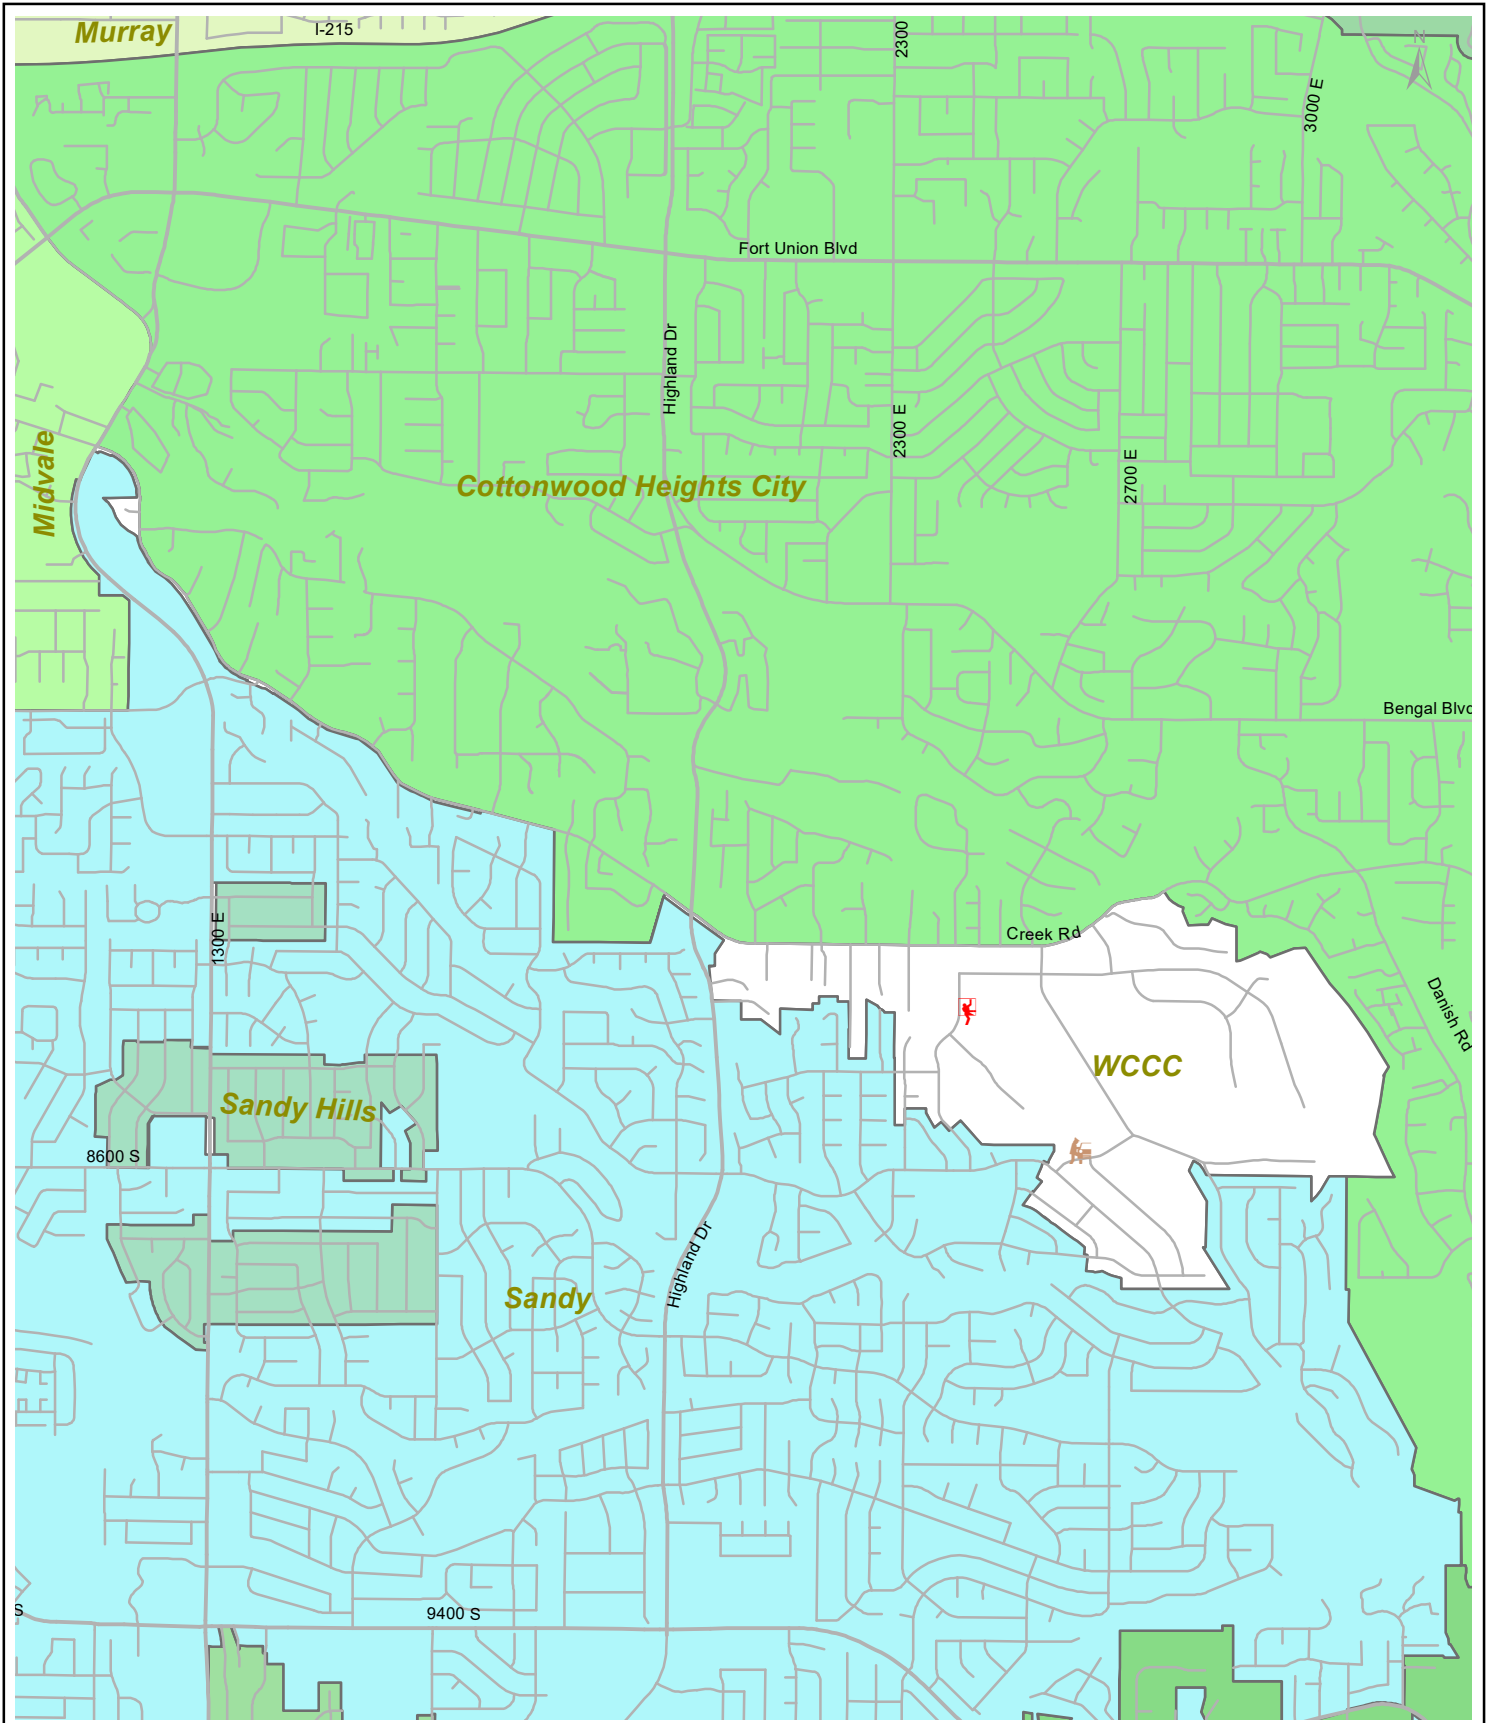 Murray
I-215
2300
N
3000 E
Fort Union Blvd
Highland Dr
2300 E
Midvale
Cottonwood Heights City
2700 E
Bengal Blvd
1300 E
Creek Rd
Danish Rd
WCCC
Sandy Hills
8600 S
Highland Dr
Sandy
S
9400 S